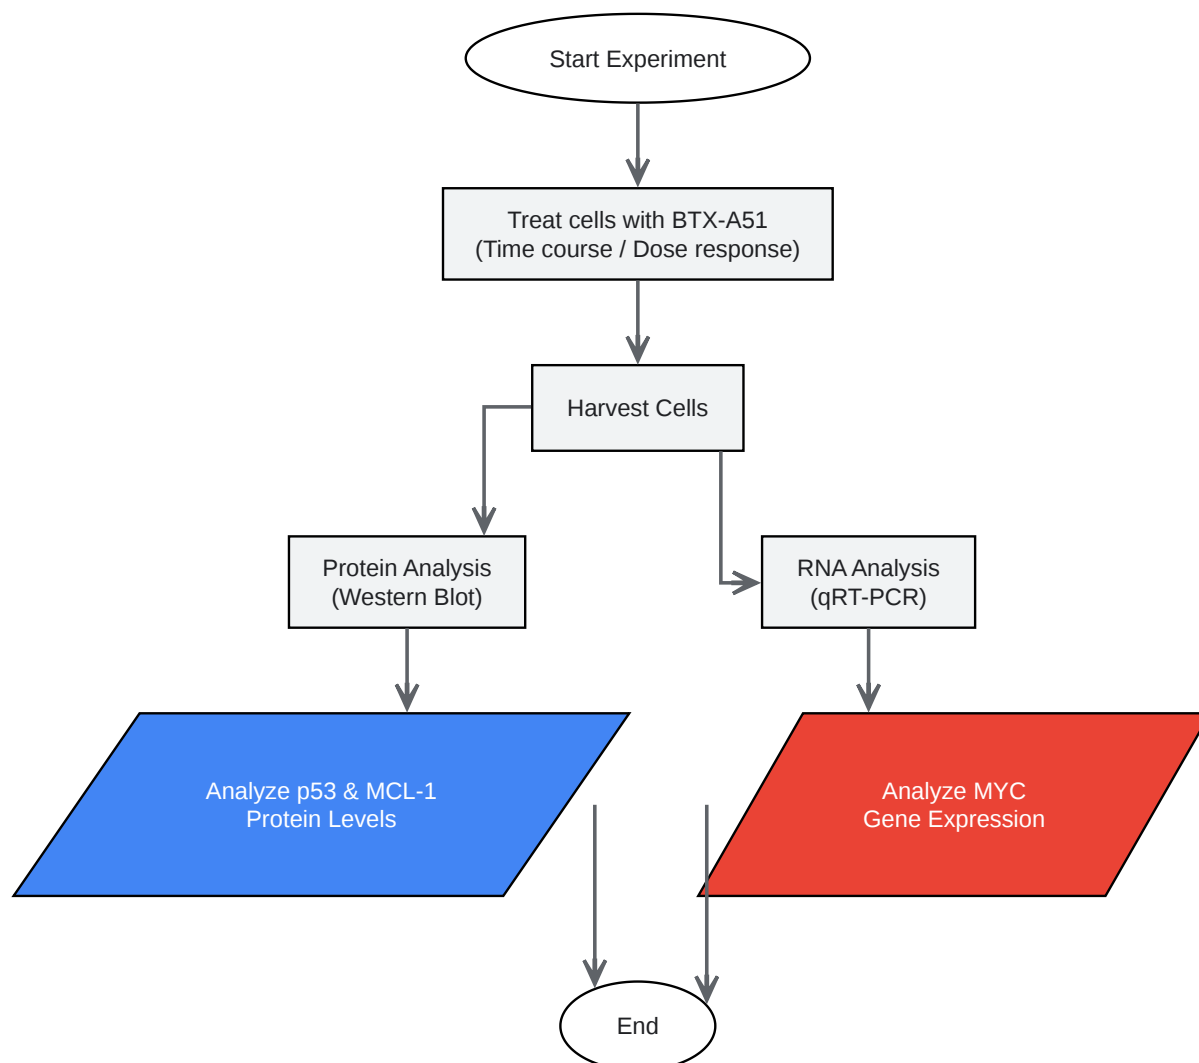 Start Experiment
Treat cells with BTX-A51
(Time course / Dose response)
Harvest Cells
Protein Analysis
(Western Blot)
RNA Analysis
(qRT-PCR)
Analyze p53 & MCL-1
Protein Levels
Analyze MYC
Gene Expression
End